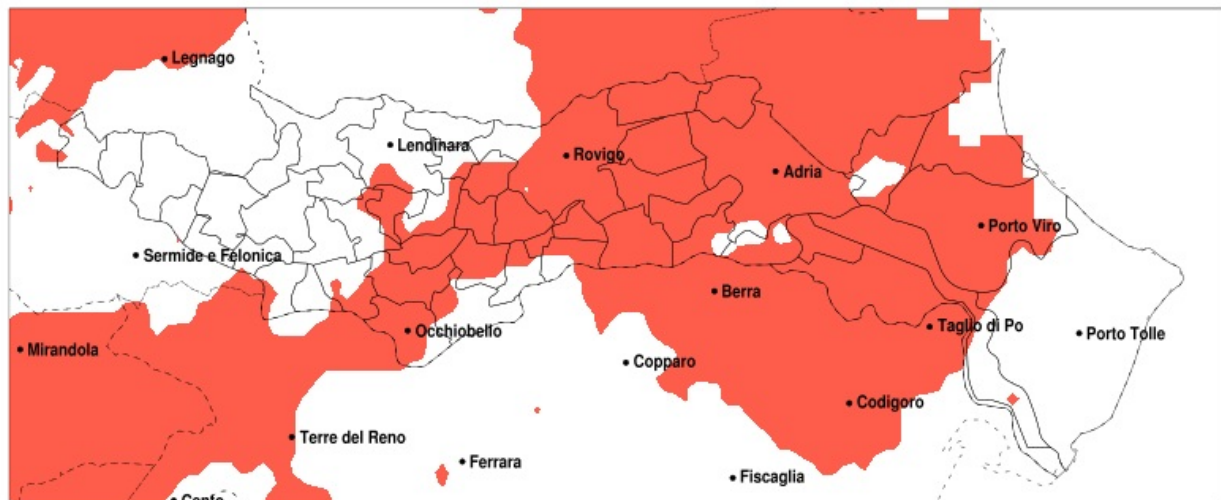 Legnago
Lendinara
Rovigo
Adria
Sermide e Felonica
Porto Viro
Berra
Mirandola
Occhiobello
Taglio di Po
Porto Tolle
Copparo
Codigoro
Terre del Reno
Ferrara
Fiscaglia